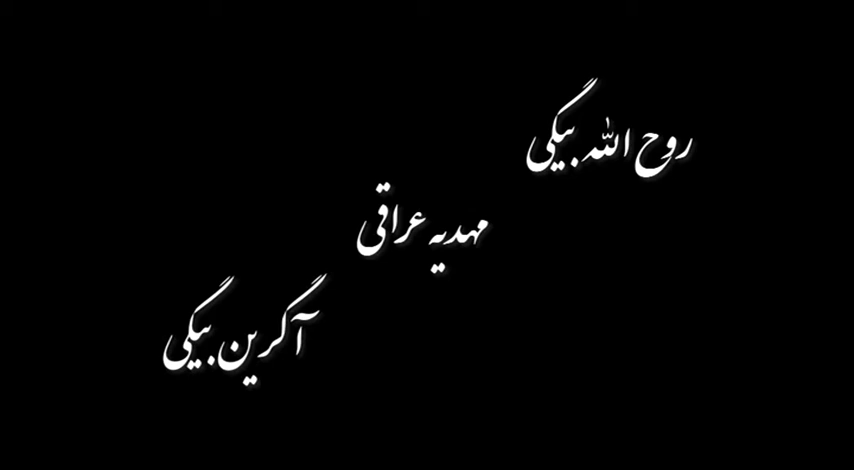 روح الله بیگی
مهدیه عراقی
آگرین بیگی